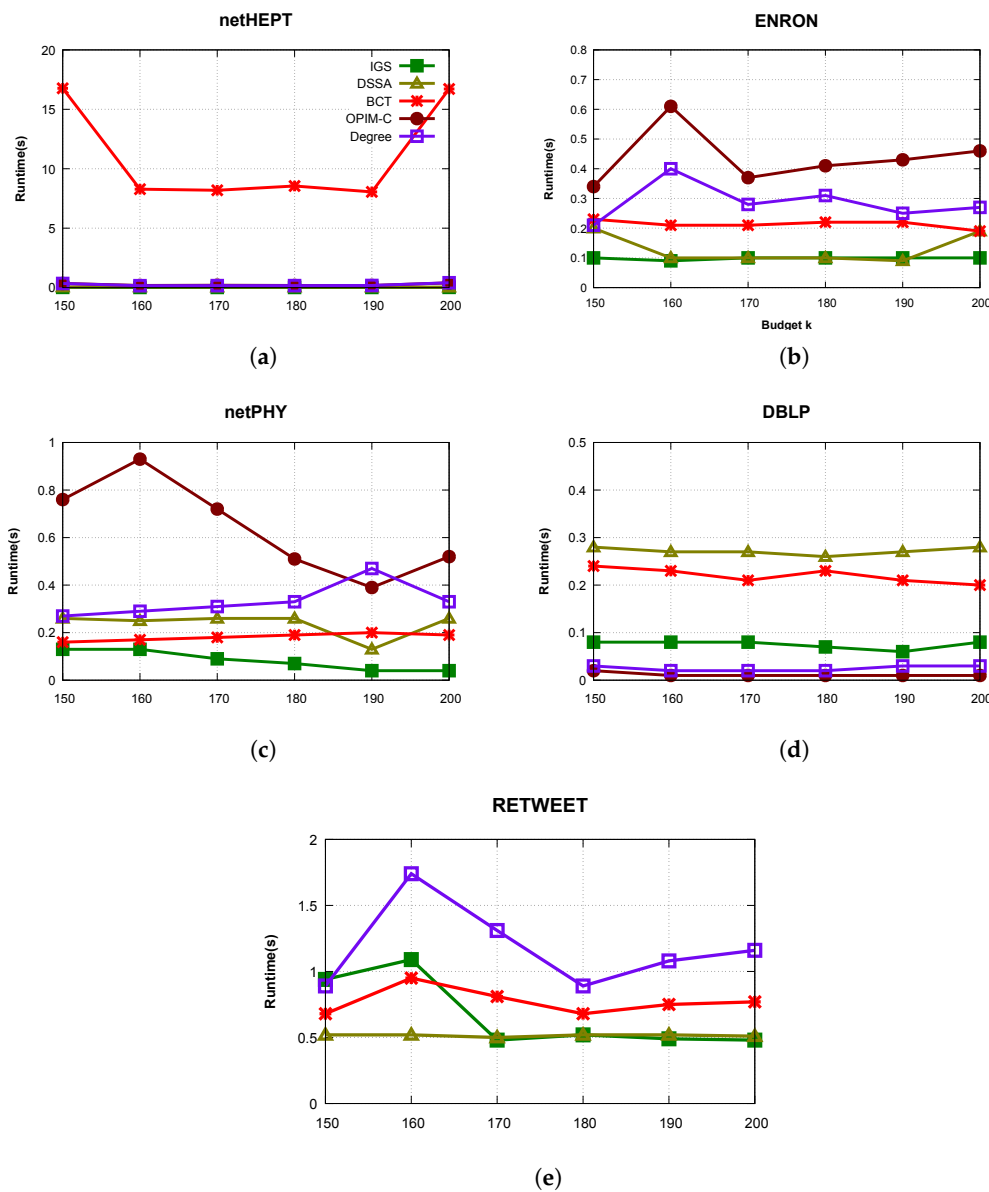 netHEPT
Runtime(s)
20
15
10
5
0
150 160 170 180 190 200
IGS
DSSA
BCT
OPIM-C
Degree
(a)
ENRON
Runtime(s)
0.8
0.7
0.6
0.5
0.4
0.3
0.2
0.1
0
150 160 170 180 190 200
Budget k
(b)
netPHY
Runtime(s)
1
0.8
0.6
0.4
0.2
0
150 160 170 180 190 200
(c)
DBLP
Runtime(s)
0.5
0.4
0.3
0.2
0.1
0
150 160 170 180 190 200
(d)
RETWEET
Runtime(s)
2
1.5
1
0.5
0
150 160 170 180 190 200
(e)